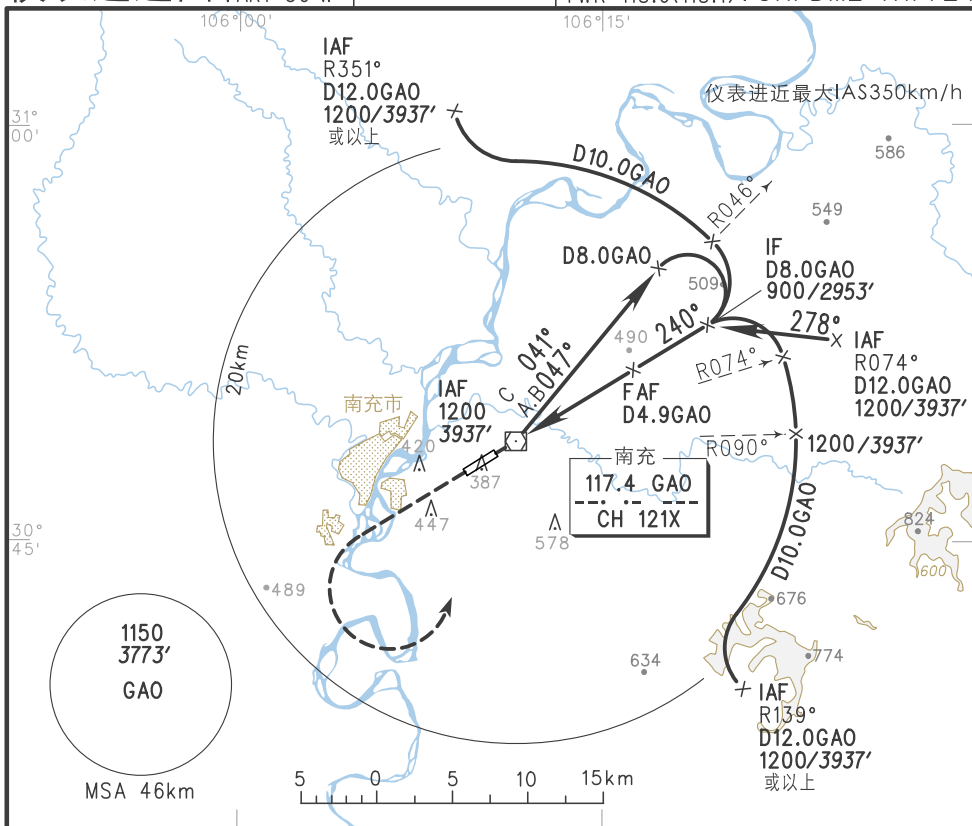 106°00'
106°15'
IAF
R351°
D12.0GAO
1200/3937'
或以上
仪表进近最大IAS350km/h
31°
00'
586
D10.0GAO
R046°
549
D8.0GAO
IF
D8.0GAO
900/2953'
509
240°
278°
490
IAF
R074°
D12.0GAO
1200/3937'
R074°
20km
C 041°
A.B047°
FAF
D4.9GAO
IAF
1200
3937'
南充市
420
387
R090°
1200/3937'
南充
117.4 GAO
CH 121X
447
578
30°
45'
D10.0GAO
824
600
489
676
774
634
1150
3773'
GAO
MSA 46km
IAF
R139°
D12.0GAO
1200/3937'
或以上
5 0 5 10 15km